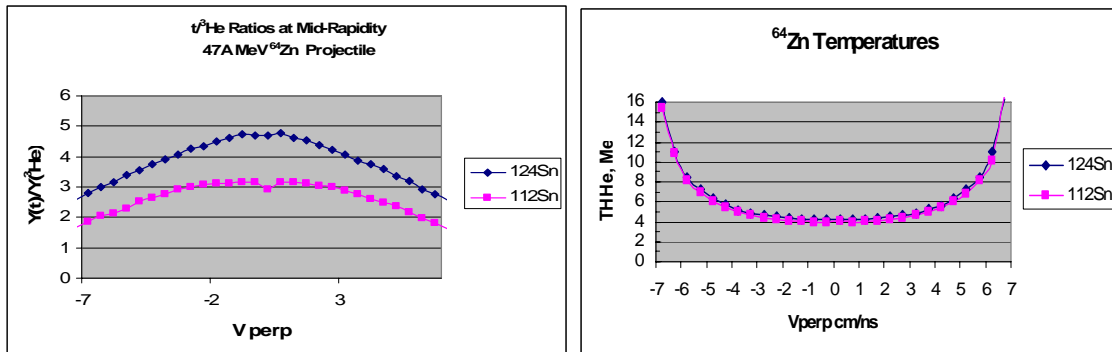 t/³He Ratios at Mid-Rapidity
47A MeV ⁶⁴Zn Projectile
Y(t)/Y(³He)
6
5
4
3
2
1
0
-7 -2 3
V perp
124Sn
112Sn
⁶⁴Zn Temperatures
THHe, Me
16
14
12
10
8
6
4
2
0
-7 -6 -5 -4 -3 -2 -1 0 1 2 3 4 5 6 7
Vperp cm/ns
124Sn
112Sn